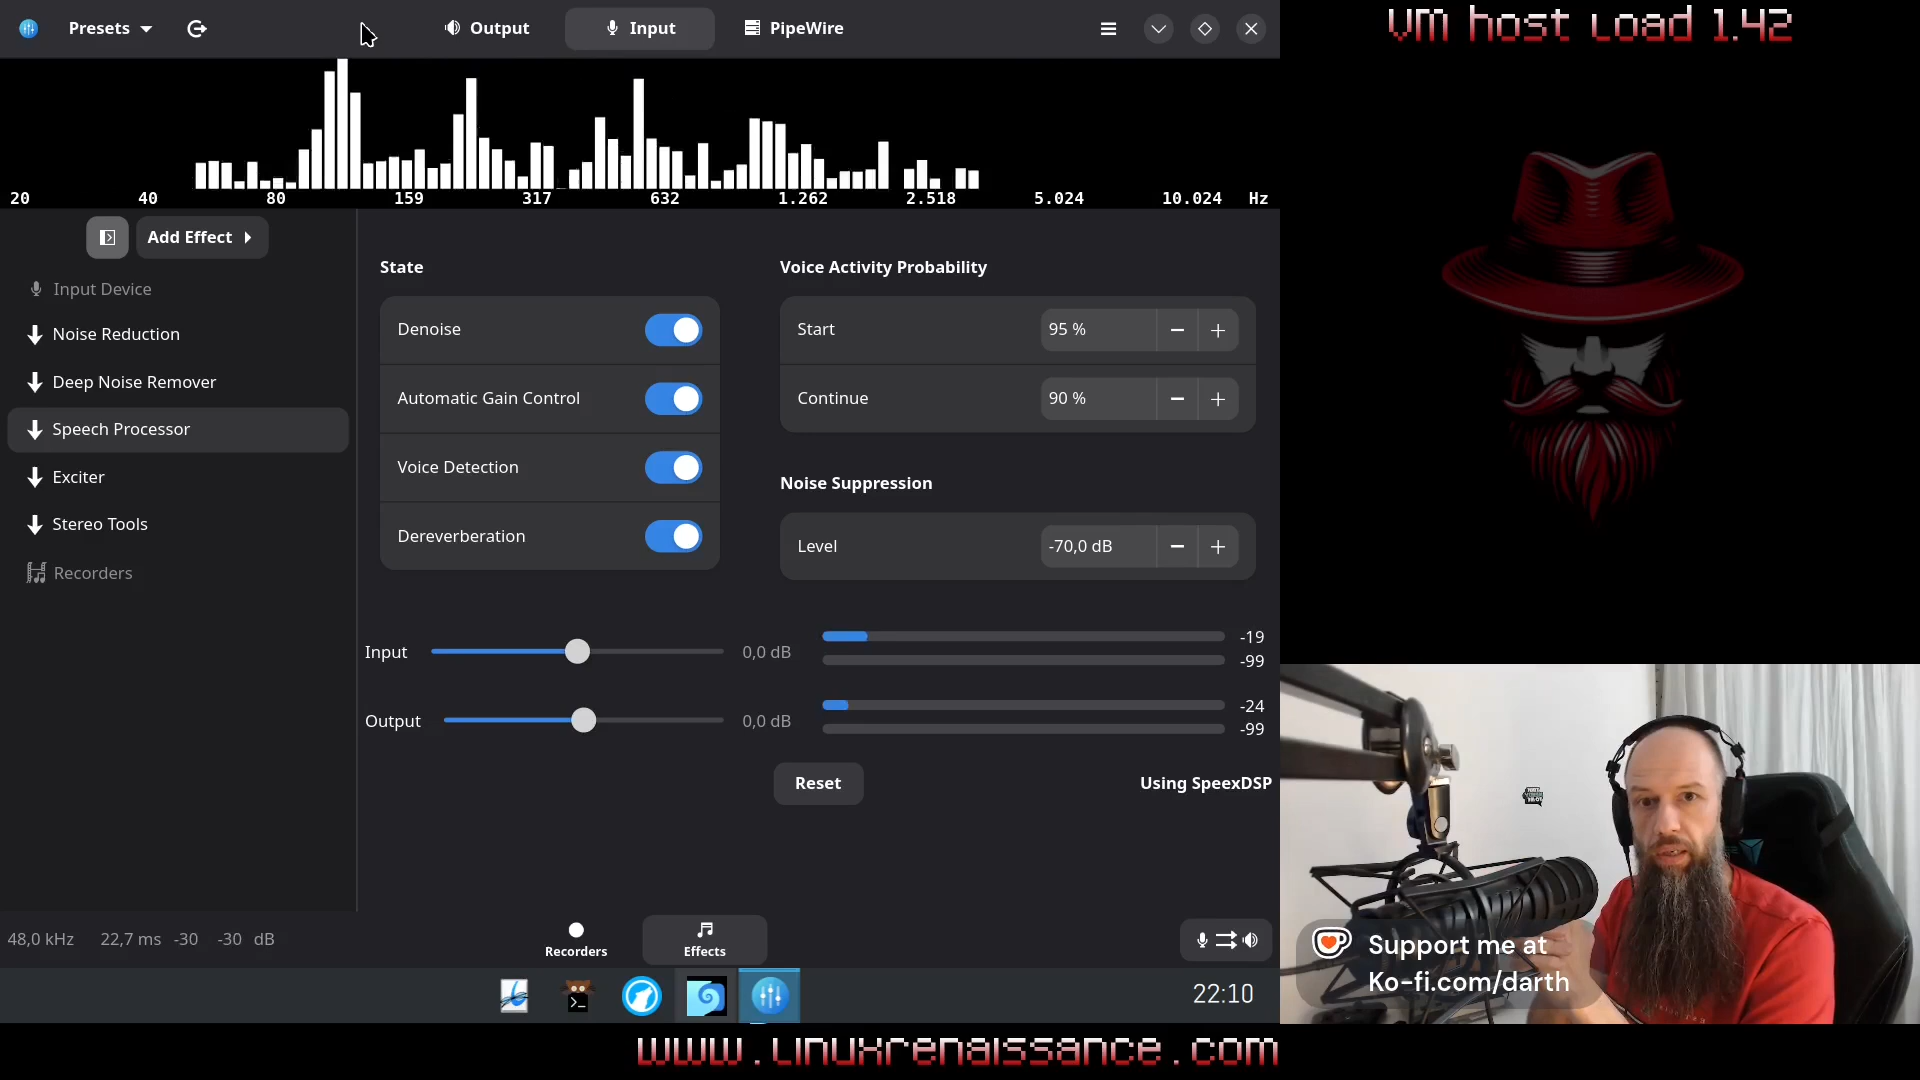 Presets
Output
Input
PipeWire
VM host Load 1.42
20 40 80 159 317 632 1.262 2.518 5.024 10.024 Hz
Add Effect
Input Device
Noise Reduction
Deep Noise Remover
Speech Processor
Exciter
Stereo Tools
Recorders
State
Denoise
Automatic Gain Control
Voice Detection
Dereverberation
Voice Activity Probability
Start 95 %
Continue 90 %
Noise Suppression
Level -70,0 dB
Input 0,0 dB -19
-99
Output 0,0 dB -24
-99
Reset
Using SpeexDSP
48,0 kHz 22,7 ms -30 -30 dB
Recorders
Effects
22:10
Support me at
Ko-fi.com/darth
www.linuxrenaissance.com